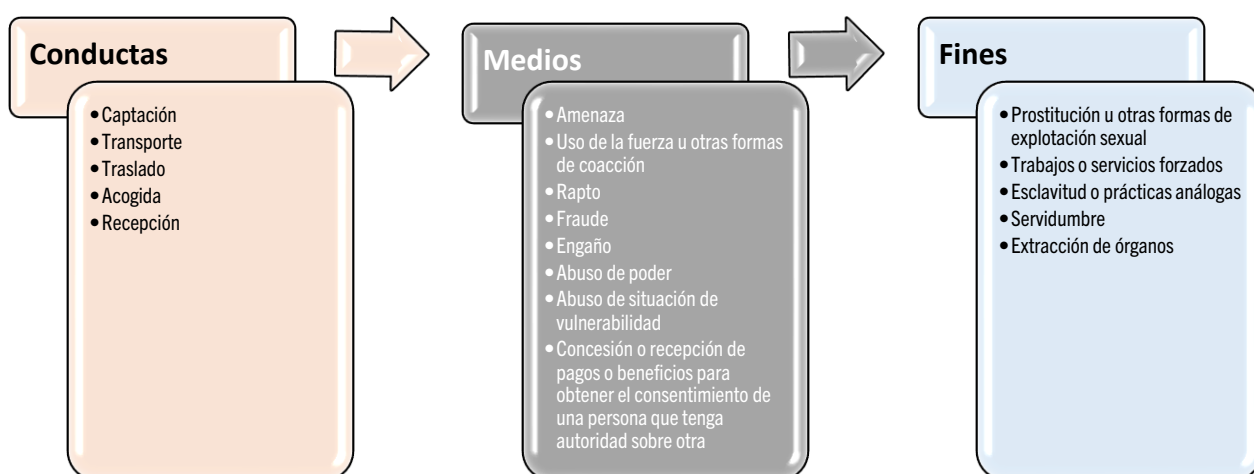 Conductas
• Captación
• Transporte
• Traslado
• Acogida
• Recepción
Medios
• Amenaza
• Uso de la fuerza u otras formas
de coacción
• Rapto
• Fraude
• Engaño
• Abuso de poder
• Abuso de situación de
vulnerabilidad
• Concesión o recepción de
pagos o beneficios para
obtener el consentimiento de
una persona que tenga
autoridad sobre otra
Fines
• Prostitución u otras formas de
explotación sexual
• Trabajos o servicios forzados
• Esclavitud o prácticas análogas
• Servidumbre
• Extracción de órganos